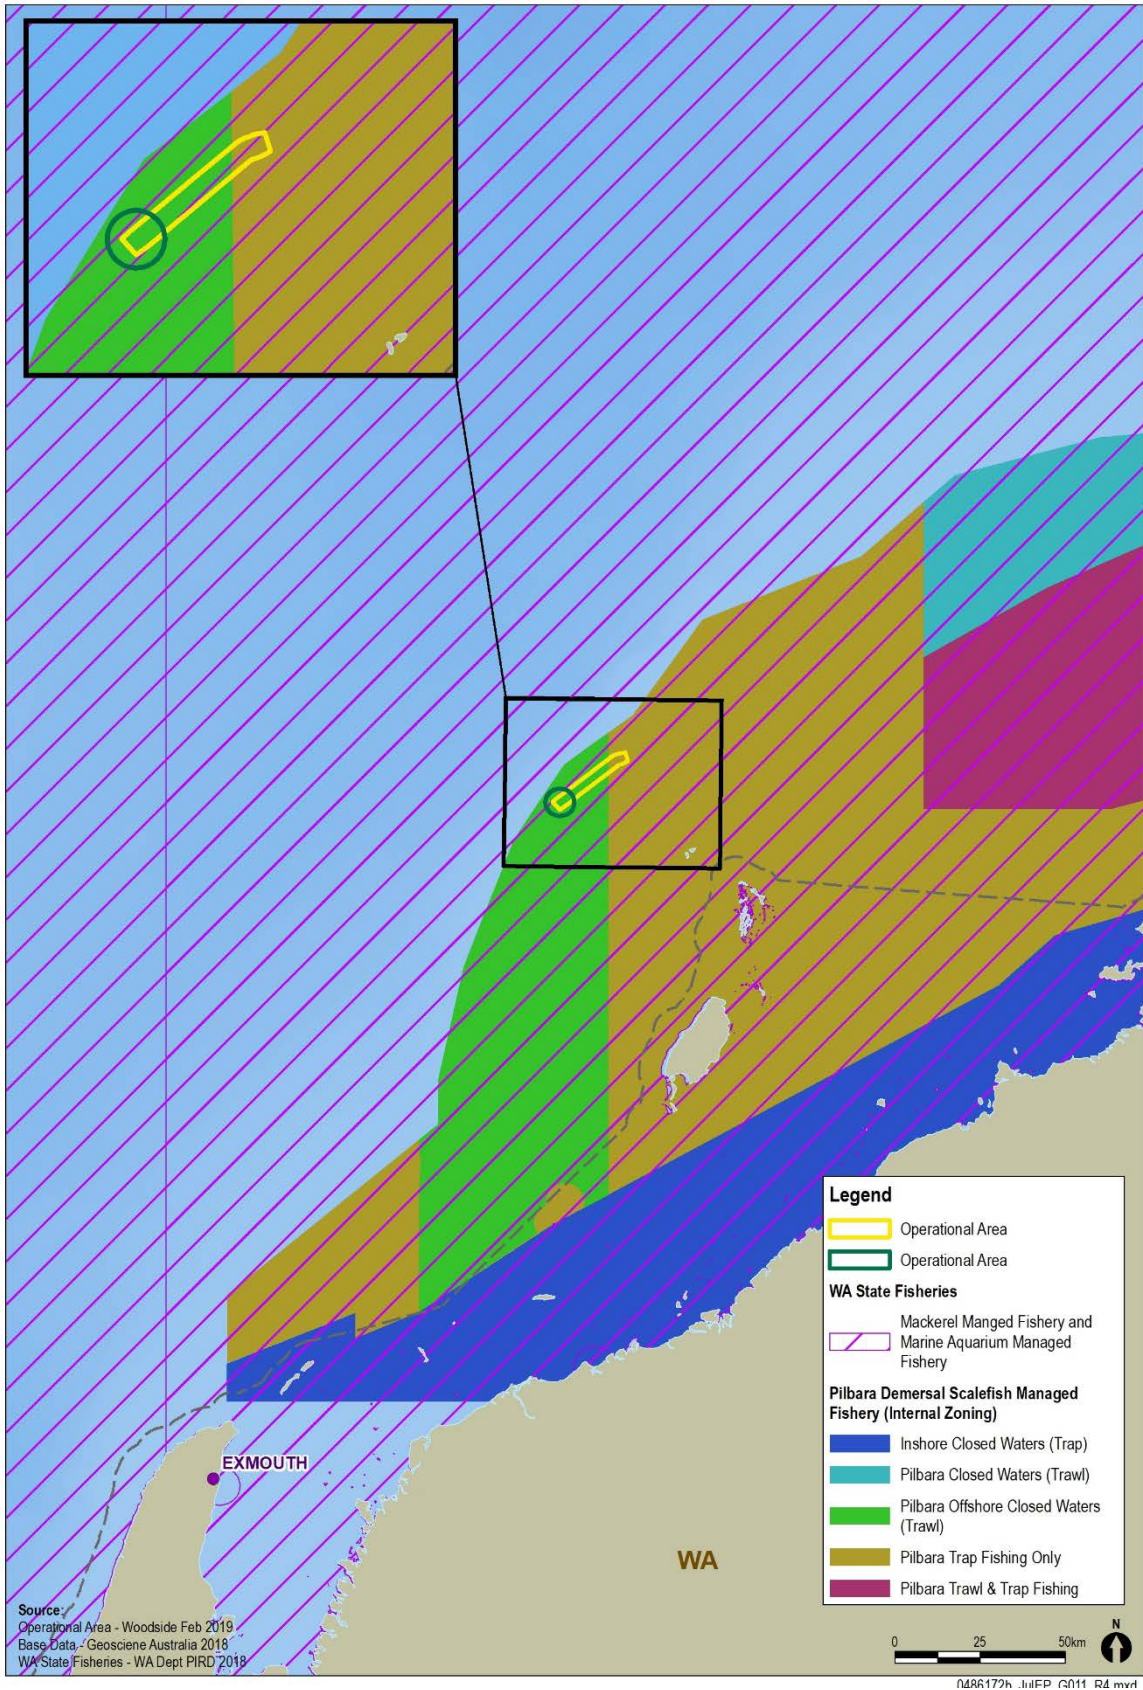 Legend
Operational Area
Operational Area
WA State Fisheries
Mackerel Manged Fishery and
Marine Aquarium Managed
Fishery
Pilbara Demersal Scalefish Managed
Fishery (Internal Zoning)
Inshore Closed Waters (Trap)
Pilbara Closed Waters (Trawl)
Pilbara Offshore Closed Waters
(Trawl)
Pilbara Trap Fishing Only
Pilbara Trawl & Trap Fishing
EXMOUTH
WA
Source:
Operational Area - Woodside Feb 2019
Base Data - Geosciene Australia 2018
WA State Fisheries - WA Dept PIRD 2018
0 25 50km
N
0486172b_JulEP_G011_R4.mxd